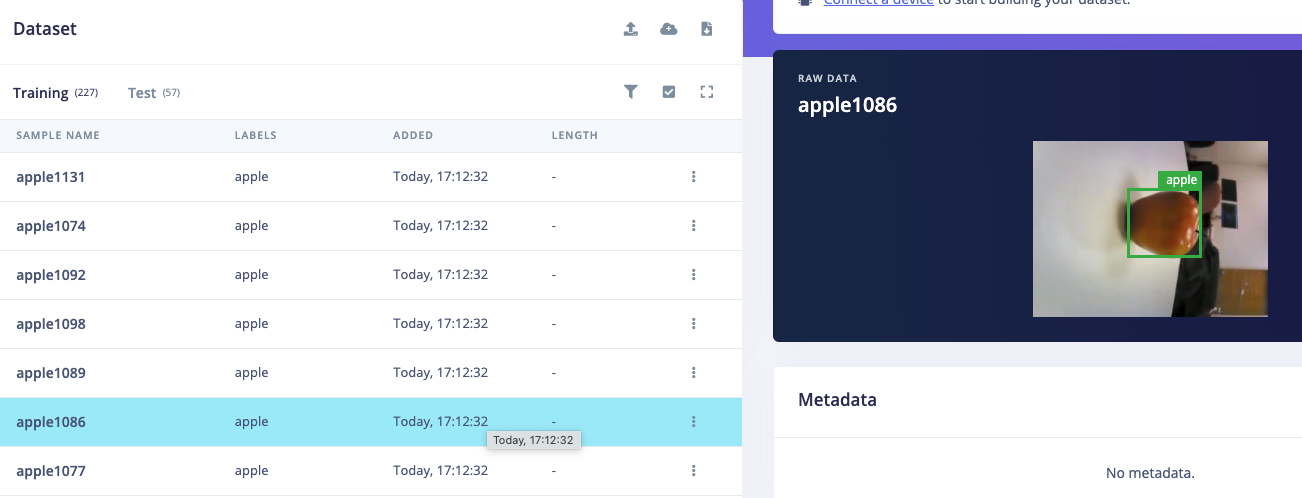 Connect a device to start building your dataset.
Dataset
Training (227) Test (57)
SAMPLE NAME LABELS ADDED LENGTH
apple1131 apple Today, 17:12:32 -
apple1074 apple Today, 17:12:32 -
apple1092 apple Today, 17:12:32 -
apple1098 apple Today, 17:12:32 -
apple1089 apple Today, 17:12:32 -
apple1086 apple Today, 17:12:32 -
Today, 17:12:32
apple1077 apple Today, 17:12:32 -
RAW DATA
apple1086
apple
Metadata
No metadata.